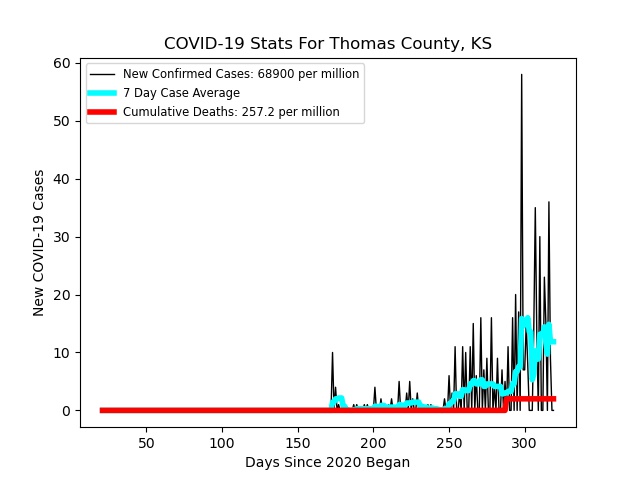 COVID-19 Stats For Thomas County, KS
New Confirmed Cases: 68900 per million
7 Day Case Average
Cumulative Deaths: 257.2 per million
60
50
40
30
20
10
0
New COVID-19 Cases
50 100 150 200 250 300
Days Since 2020 Began